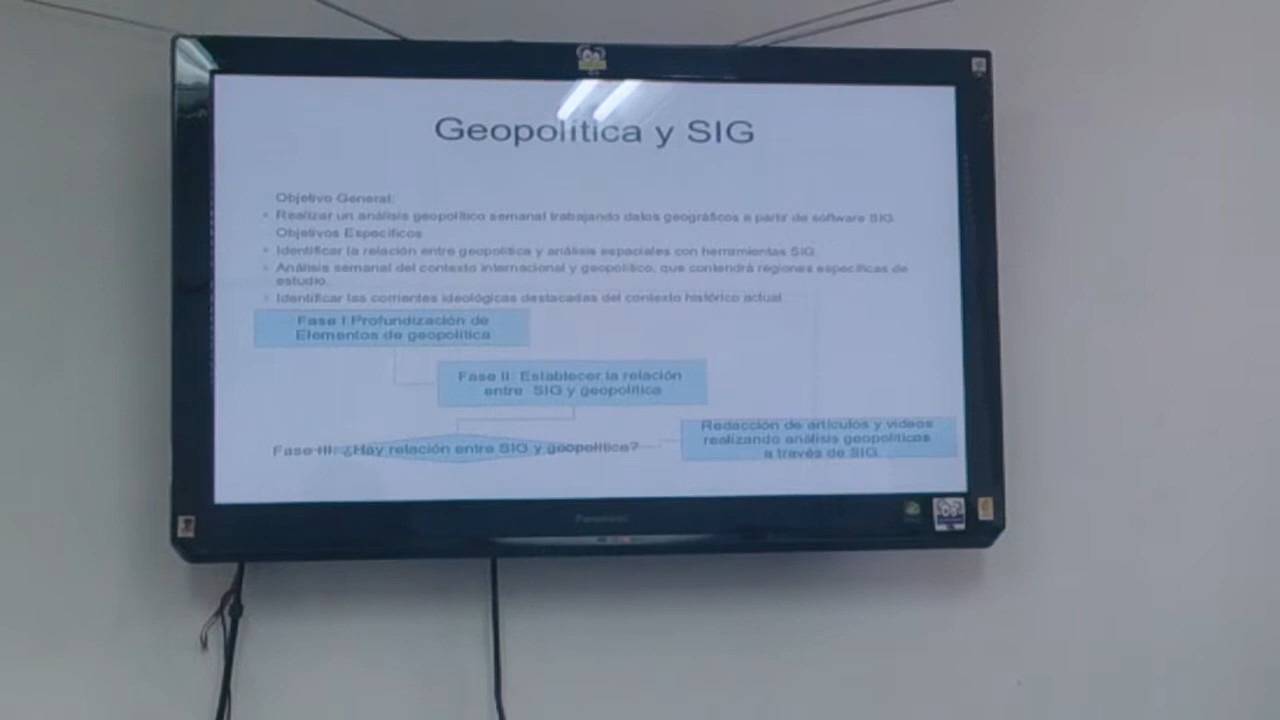 Geopolítica y SIG
Objetivo General:
• Realizar un análisis geopolítico semanal trabajando datos geográficos a partir de software SIG
Objetivos Específicos
• Identificar la relación entre geopolítica y análisis espaciales con herramientas SIG.
• Análisis semanal del contexto internacional y geopolítico, que contendrá regiones específicas de
estudio.
• Identificar las corrientes ideológicas destacadas del contexto histórico actual
Fase I:Profundización de
Elementos de geopolítica
Fase II: Establecer la relación
entre SIG y geopolítica
Fase III: ¿Hay relación entre SIG y geopolítica?
Redacción de artículos y videos
realizando análisis geopolíticos
a través de SIG
Panasonic